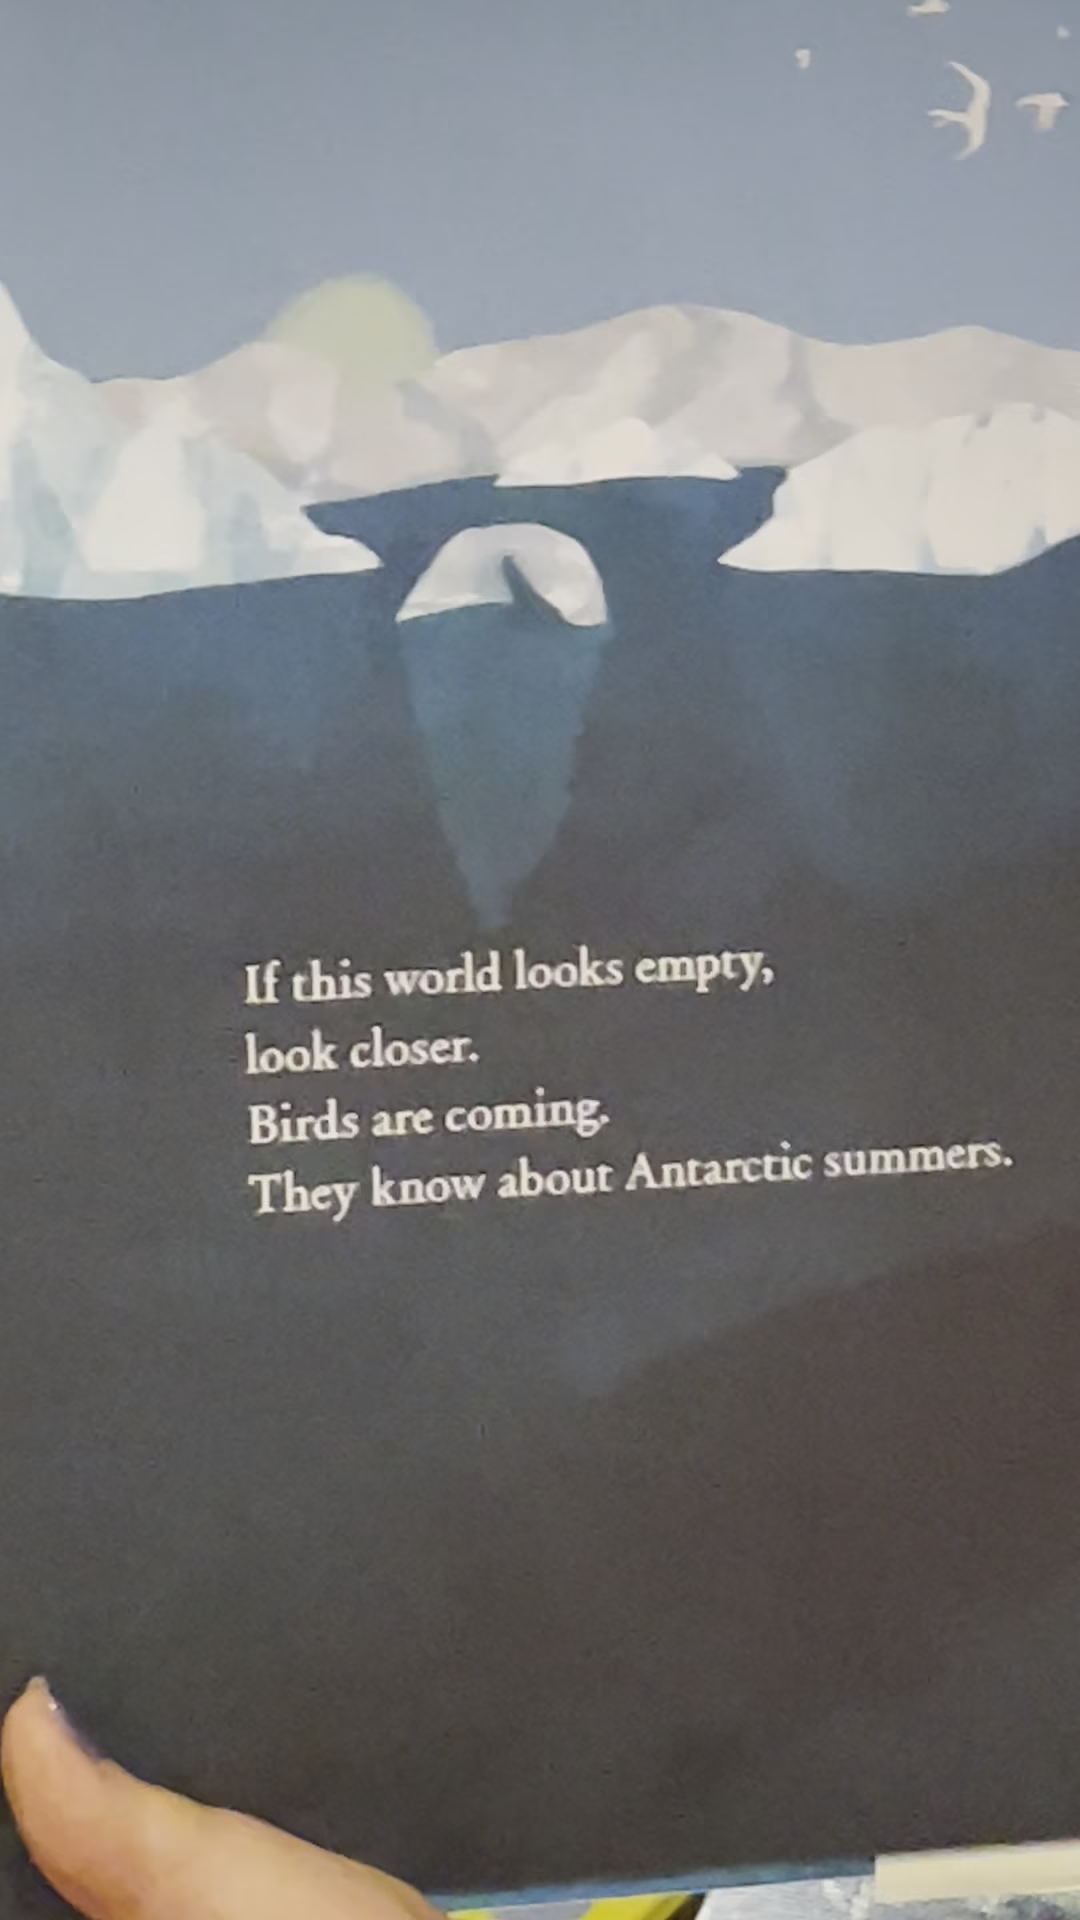 If this world looks empty,
look closer.
Birds are coming.
They know about Antarctic summers.